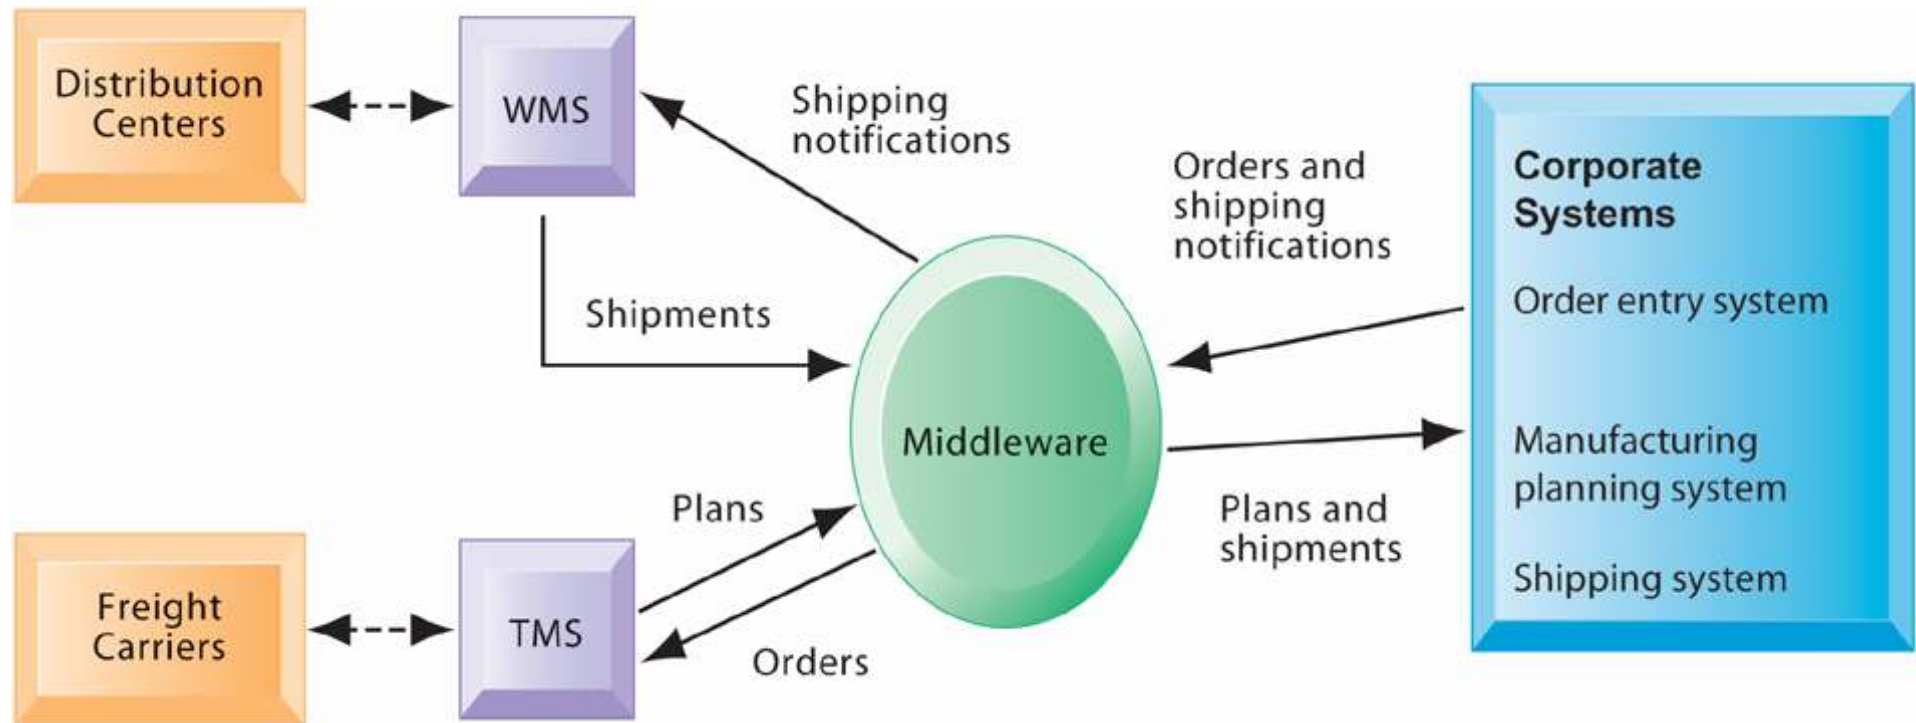 Distribution
Centers
WMS
Shipping
notifications
Orders and
shipping
notifications
Corporate
Systems
Order entry system
Shipments
Middleware
Manufacturing
planning system
Plans
Plans and
shipments
Shipping system
Freight
Carriers
TMS
Orders